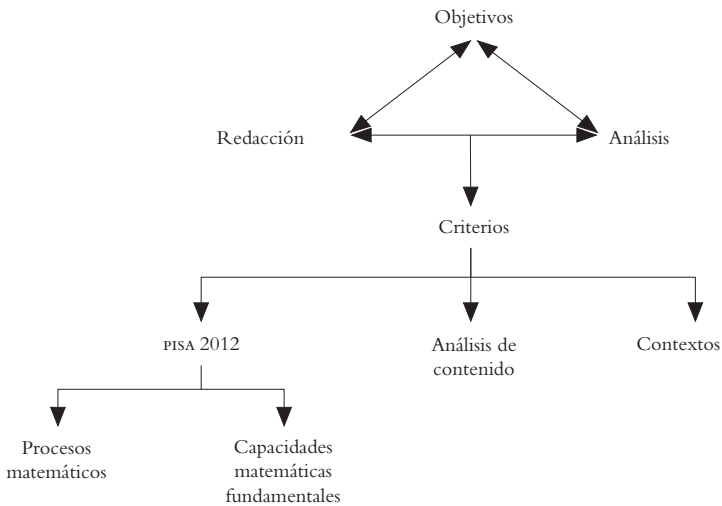 Objetivos
Redacción
Análisis
Criterios
PISA 2012
Análisis de
contenido
Contextos
Procesos
matemáticos
Capacidades
matemáticas
fundamentales